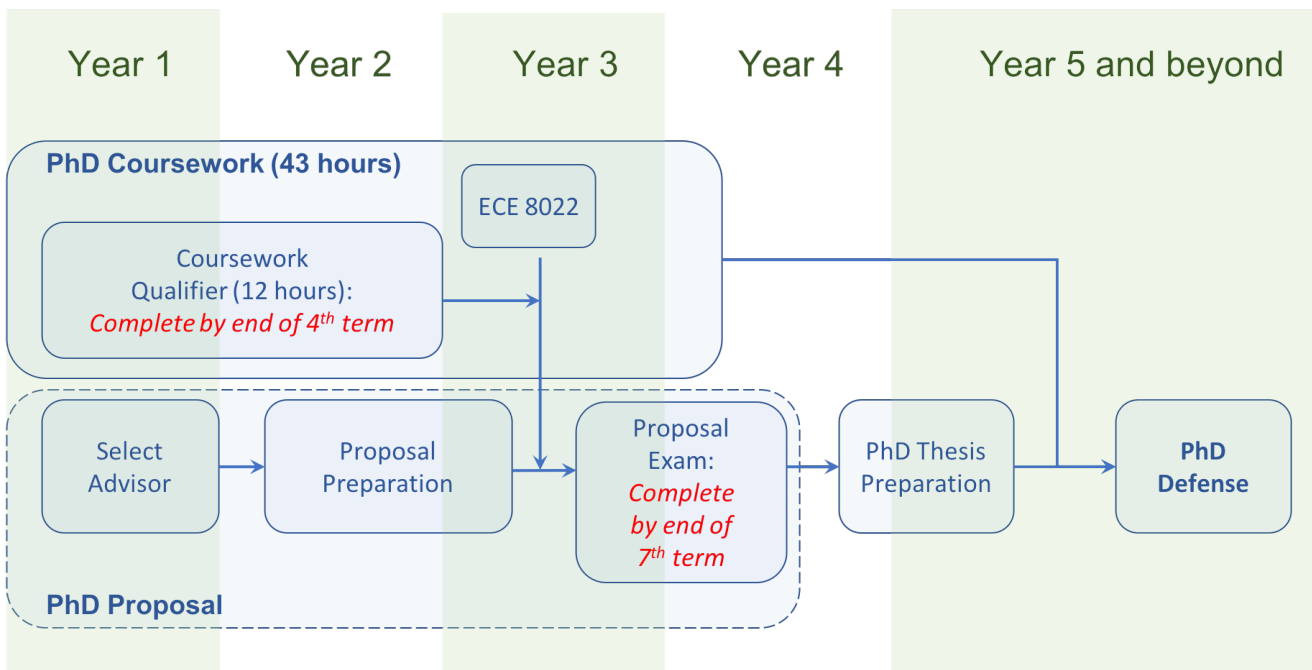 Year 1
Year 2
Year 3
Year 4
Year 5 and beyond
PhD Coursework (43 hours)
ECE 8022
Coursework
Qualifier (12 hours):
Complete by end of 4th term
Select
Advisor
Proposal
Preparation
Proposal
Exam:
Complete
by end of
7th term
PhD Thesis
Preparation
PhD
Defense
PhD Proposal